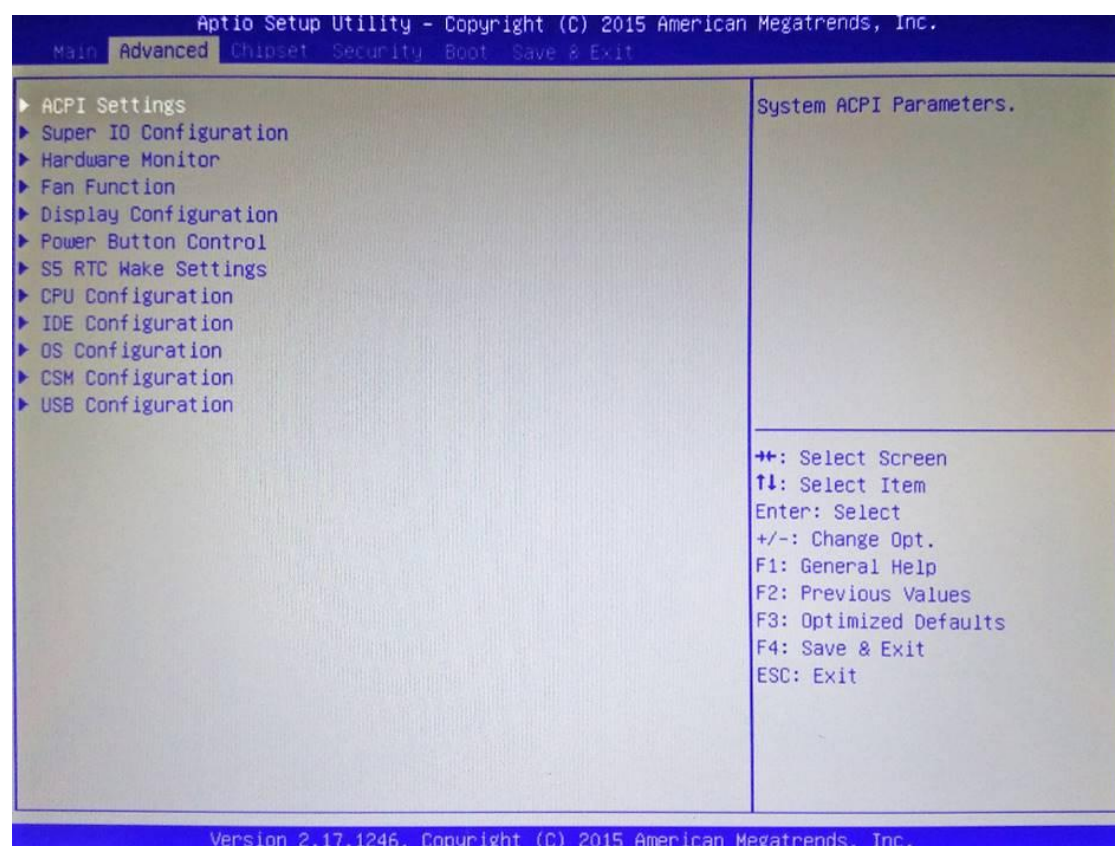 Aptio Setup Utility – Copyright (C) 2015 American Megatrends, Inc.
Main Advanced Chipset Security Boot Save & Exit
▶ ACPI Settings
▶ Super IO Configuration
▶ Hardware Monitor
▶ Fan Function
▶ Display Configuration
▶ Power Button Control
▶ S5 RTC Wake Settings
▶ CPU Configuration
▶ IDE Configuration
▶ OS Configuration
▶ CSM Configuration
▶ USB Configuration
System ACPI Parameters.
→←: Select Screen
↑↓: Select Item
Enter: Select
+/-: Change Opt.
F1: General Help
F2: Previous Values
F3: Optimized Defaults
F4: Save & Exit
ESC: Exit
Version 2.17.1246. Copyright (C) 2015 American Megatrends, Inc.